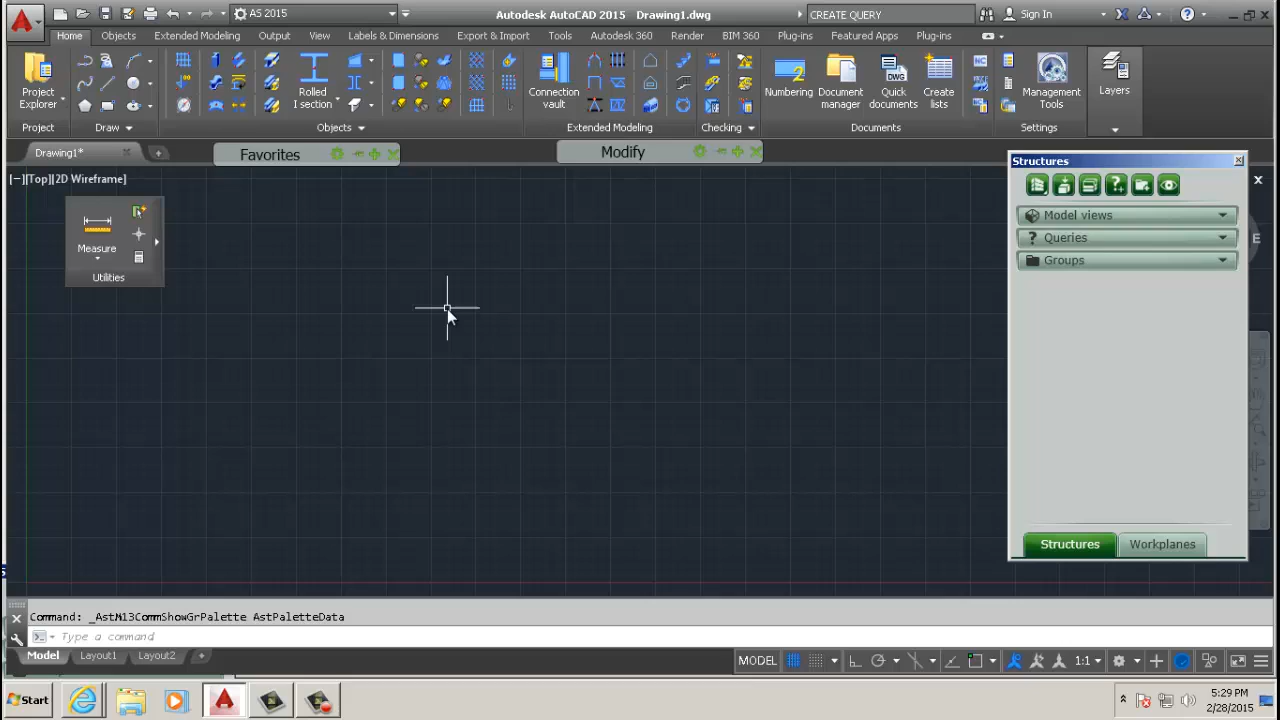 AS 2015
Autodesk AutoCAD 2015 Drawing1.dwg
CREATE QUERY
Sign In
Home
Objects
Extended Modeling
Output
View
Labels & Dimensions
Export & Import
Tools
Autodesk 360
Render
BIM 360
Plug-ins
Featured Apps
Plug-ins
Project
Explorer
Rolled
I section
Connection
vault
2
Numbering
Document
manager
DWG
Quick
documents
Create
lists
Management
Tools
Layers
Project
Draw
Objects
Extended Modeling
Checking
Documents
Settings
Drawing1*
Favorites
Modify
[−][Top][2D Wireframe]
Measure
Utilities
Structures
Model views
Queries
Groups
Structures
Workplanes
E
Command: _AstM13CommShowGrPalette AstPaletteData
Type a command
Model
Layout1
Layout2
MODEL
1:1
Start
5:29 PM
2/28/2015